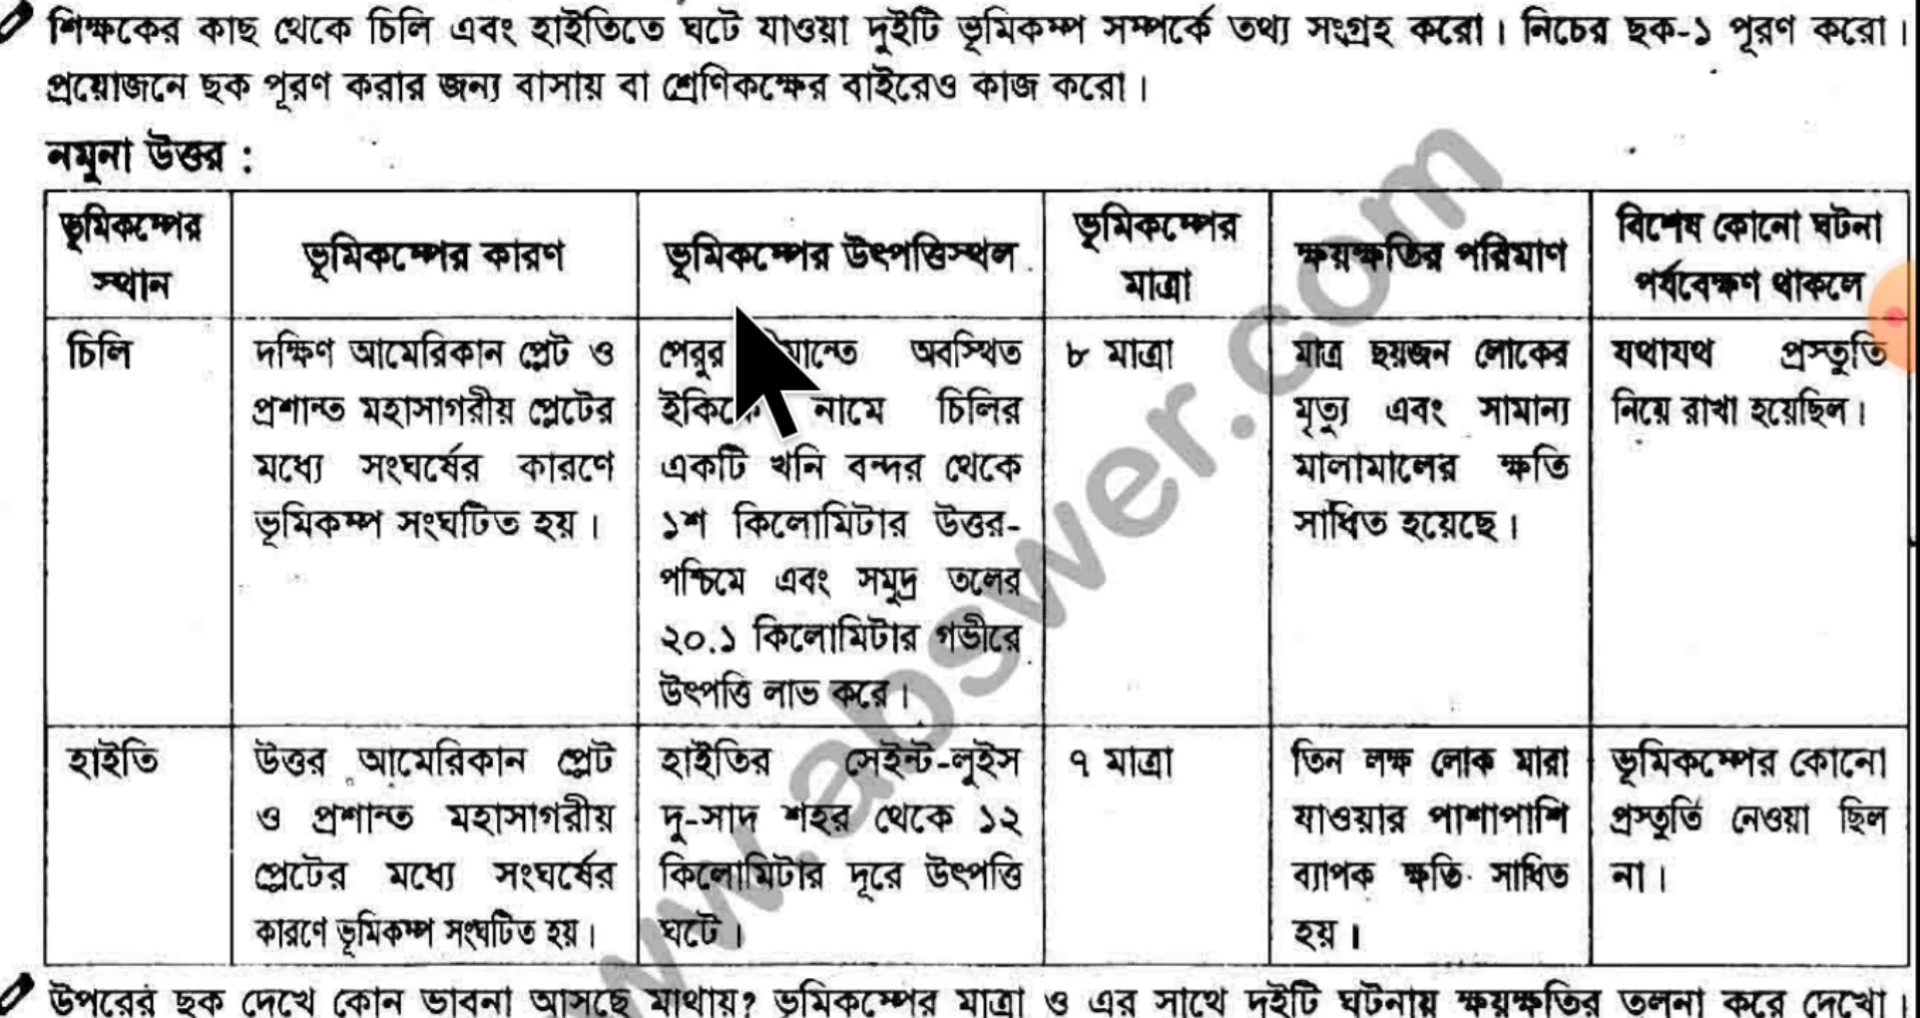 শিক্ষকের কাছ থেকে চিলি এবং হাইতিতে ঘটে যাওয়া দুইটি ভূমিকম্প সম্পর্কে তথ্য সংগ্রহ করো। নিচের ছক-১ পূরণ করো।
প্রয়োজনে ছক পূরণ করার জন্য বাসায় বা শ্রেণিকক্ষের বাইরেও কাজ করো।
নমুনা উত্তর :
ভূমিকম্পের
স্থান
ভূমিকম্পের কারণ
ভূমিকম্পের উৎপত্তিস্থল
ভূমিকম্পের
মাত্রা
ক্ষয়ক্ষতির পরিমাণ
বিশেষ কোনো ঘটনা
পর্যবেক্ষণ থাকলে
চিলি
দক্ষিণ আমেরিকান প্লেট ও
প্রশান্ত মহাসাগরীয় প্লেটের
মধ্যে সংঘর্ষের কারণে
ভূমিকম্প সংঘটিত হয়।
পেরুর অবস্থিত
নামে চিলির
একটি খনি বন্দর থেকে
১শ কিলোমিটার উত্তর-
পশ্চিমে এবং সমুদ্র তলের
২০.১ কিলোমিটার গভীরে
উৎপত্তি লাভ করে।
৮ মাত্রা
মাত্র ছয়জন লোকের
মৃত্যু এবং সামান্য
মালামালের ক্ষতি
সাধিত হয়েছে।
যথাযথ প্রস্তুতি
নিয়ে রাখা হয়েছিল।
হাইতি
উত্তর আমেরিকান প্লেট
ও প্রশান্ত মহাসাগরীয়
প্লেটের মধ্যে সংঘর্ষের
কারণে ভূমিকম্প সংঘটিত হয়।
হাইতির সেইন্ট-লুইস
দু-সাদ শহর থেকে ১২
কিলোমিটার দূরে উৎপত্তি
ঘটে।
৭ মাত্রা
তিন লক্ষ লোক মারা
যাওয়ার পাশাপাশি
ব্যাপক ক্ষতি সাধিত
হয়।
ভূমিকম্পের কোনো
প্রস্তুতি নেওয়া ছিল
না।
উপরের ছক দেখে কোন ভাবনা আসছে মাথায়? ভূমিকম্পের মাত্রা ও এর সাথে দুইটি ঘটনায় ক্ষয়ক্ষতির তুলনা করে দেখো।
www.abswer.com